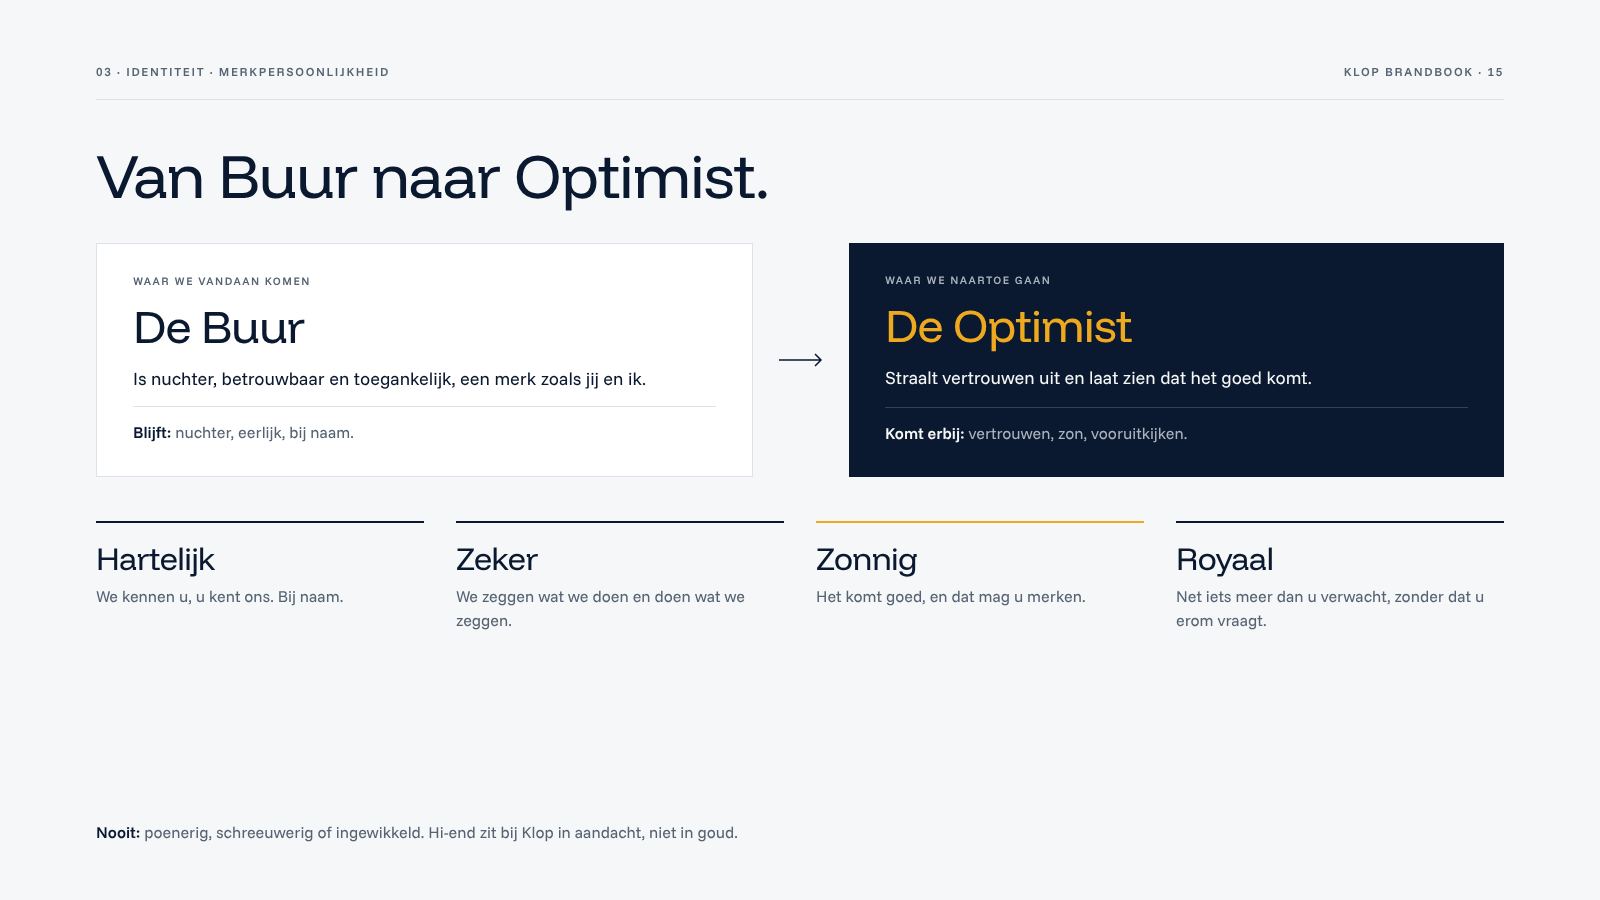 03 · IDENTITEIT · MERKPERSOONLIJKHEID
KLOP BRANDBOOK · 15
Van Buur naar Optimist.
WAAR WE VANDAAN KOMEN
De Buur
Is nuchter, betrouwbaar en toegankelijk, een merk zoals jij en ik.
Blijft: nuchter, eerlijk, bij naam.
WAAR WE NAARTOE GAAN
De Optimist
Straalt vertrouwen uit en laat zien dat het goed komt.
Komt erbij: vertrouwen, zon, vooruitkijken.
Hartelijk
We kennen u, u kent ons. Bij naam.
Zeker
We zeggen wat we doen en doen wat we
zeggen.
Zonnig
Het komt goed, en dat mag u merken.
Royaal
Net iets meer dan u verwacht, zonder dat u
erom vraagt.
Nooit: poenerig, schreeuwerig of ingewikkeld. Hi-end zit bij Klop in aandacht, niet in goud.